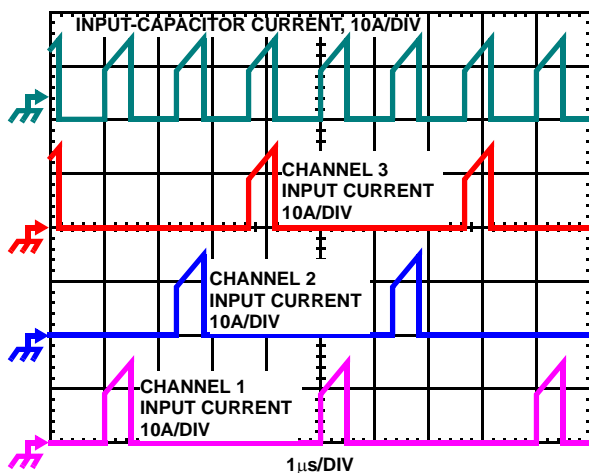 INPUT-CAPACITOR CURRENT, 10A/DIV
CHANNEL 3
INPUT CURRENT
10A/DIV
CHANNEL 2
INPUT CURRENT
10A/DIV
CHANNEL 1
INPUT CURRENT
10A/DIV
1μs/DIV